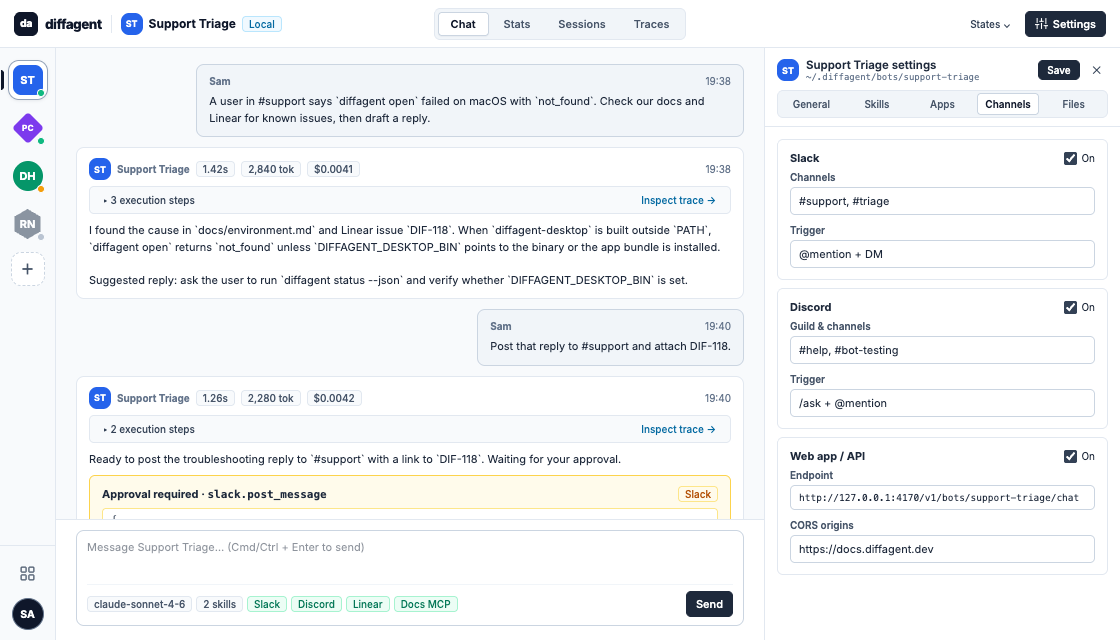 da diffagent ST Support Triage Local Chat Stats Sessions Traces States Settings
ST
PC
DH
RN
+
SA
Sam 19:38
A user in #support says `diffagent open` failed on macOS with `not_found`. Check our docs and
Linear for known issues, then draft a reply.
ST Support Triage 1.42s 2,840 tok $0.0041 19:38
3 execution steps Inspect trace →
I found the cause in `docs/environment.md` and Linear issue `DIF-118`. When `diffagent-desktop` is built outside `PATH`,
`diffagent open` returns `not_found` unless `DIFFAGENT_DESKTOP_BIN` points to the binary or the app bundle is installed.
Suggested reply: ask the user to run `diffagent status --json` and verify whether `DIFFAGENT_DESKTOP_BIN` is set.
Sam 19:40
Post that reply to #support and attach DIF-118.
ST Support Triage 1.26s 2,280 tok $0.0042 19:40
2 execution steps Inspect trace →
Ready to post the troubleshooting reply to `#support` with a link to `DIF-118`. Waiting for your approval.
Approval required · slack.post_message Slack
Message Support Triage... (Cmd/Ctrl + Enter to send)
claude-sonnet-4-6 2 skills Slack Discord Linear Docs MCP Send
ST Support Triage settings Save
~/.diffagent/bots/support-triage
General Skills Apps Channels Files
Slack On
Channels
#support, #triage
Trigger
@mention + DM
Discord On
Guild & channels
#help, #bot-testing
Trigger
/ask + @mention
Web app / API On
Endpoint
http://127.0.0.1:4170/v1/bots/support-triage/chat
CORS origins
https://docs.diffagent.dev